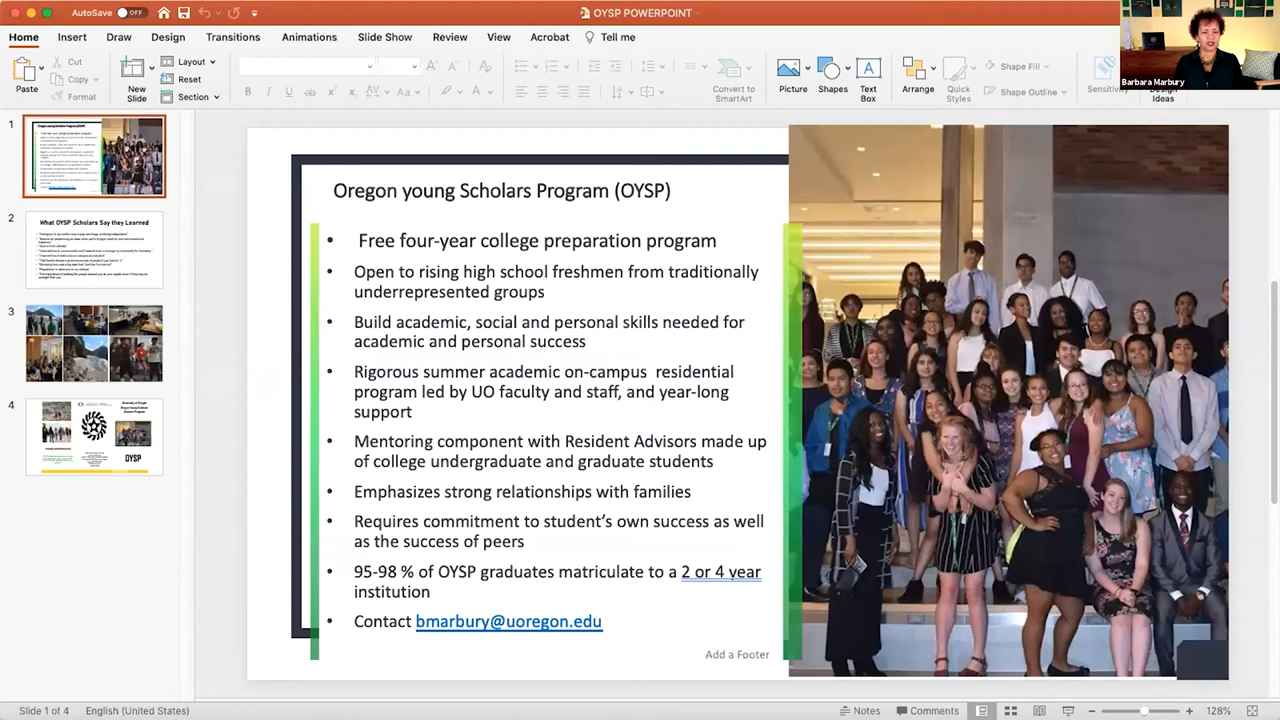 AutoSave OFF
OYSP POWERPOINT
Barbara Marbury
Home Insert Draw Design Transitions Animations Slide Show Review View Acrobat Tell me
Paste
Cut
Copy
Format
New Slide
Layout
Reset
Section
Convert to SmartArt
Picture
Shapes
Text Box
Arrange
Quick Styles
Shape Fill
Shape Outline
Design Ideas
1
2
What OYSP Scholars Say they Learned
3
4
OYSP
Oregon young Scholars Program (OYSP)
• Free four-year college preparation program
Open to rising high school freshmen from traditionally
underrepresented groups
• Build academic, social and personal skills needed for
academic and personal success
• Rigorous summer academic on-campus residential
program led by UO faculty and staff, and year-long
support
• Mentoring component with Resident Advisors made up
of college undergraduate and graduate students
• Emphasizes strong relationships with families
• Requires commitment to student's own success as well
as the success of peers
• 95-98 % of OYSP graduates matriculate to a 2 or 4 year
institution
• Contact bmarbury@uoregon.edu
Add a Footer
Slide 1 of 4 English (United States) Notes Comments 128%